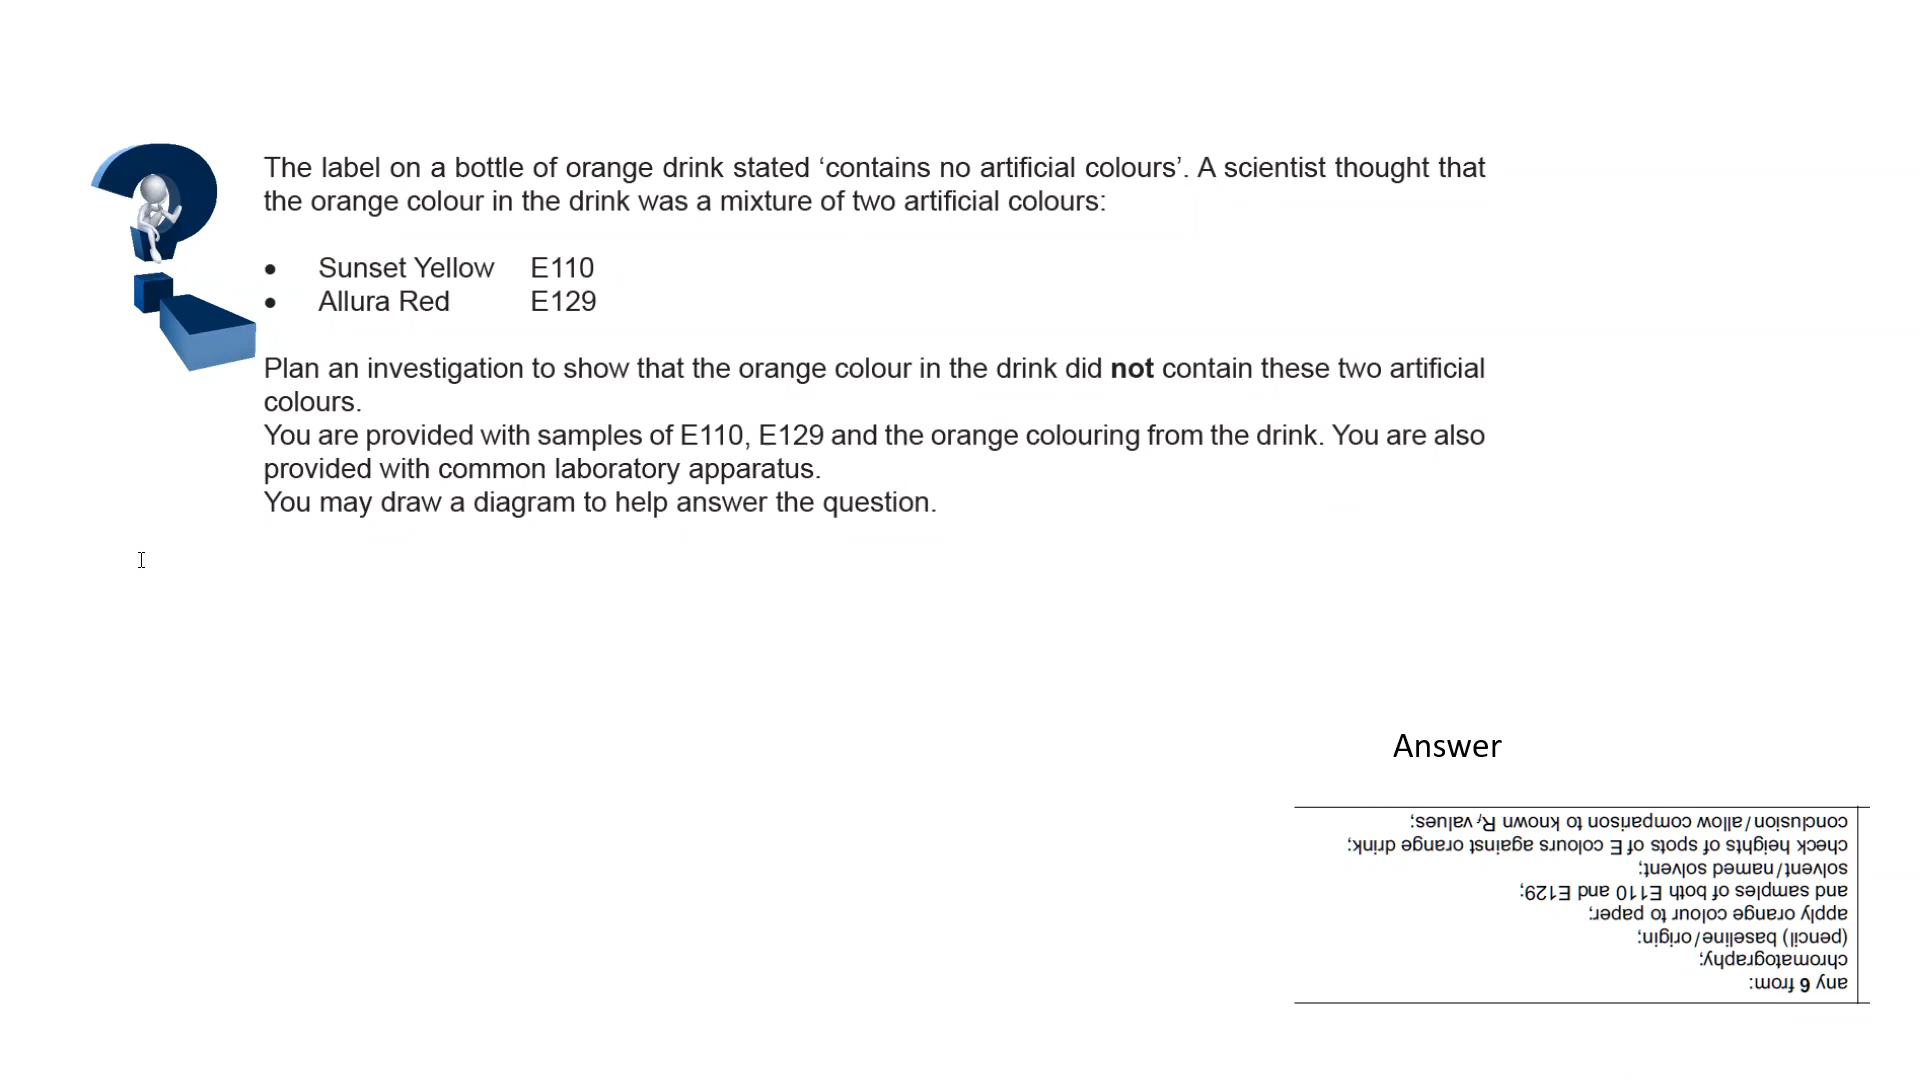 The label on a bottle of orange drink stated ‘contains no artificial colours’. A scientist thought that
the orange colour in the drink was a mixture of two artificial colours:
• Sunset Yellow E110
• Allura Red E129
Plan an investigation to show that the orange colour in the drink did not contain these two artificial
colours.
You are provided with samples of E110, E129 and the orange colouring from the drink. You are also
provided with common laboratory apparatus.
You may draw a diagram to help answer the question.
Answer
any 6 from:
chromatography;
(pencil) baseline/origin;
apply orange colour to paper;
and samples of both E110 and E129;
solvent/named solvent;
check heights of spots of E colours against orange drink;
conclusion/allow comparison to known Rf values;